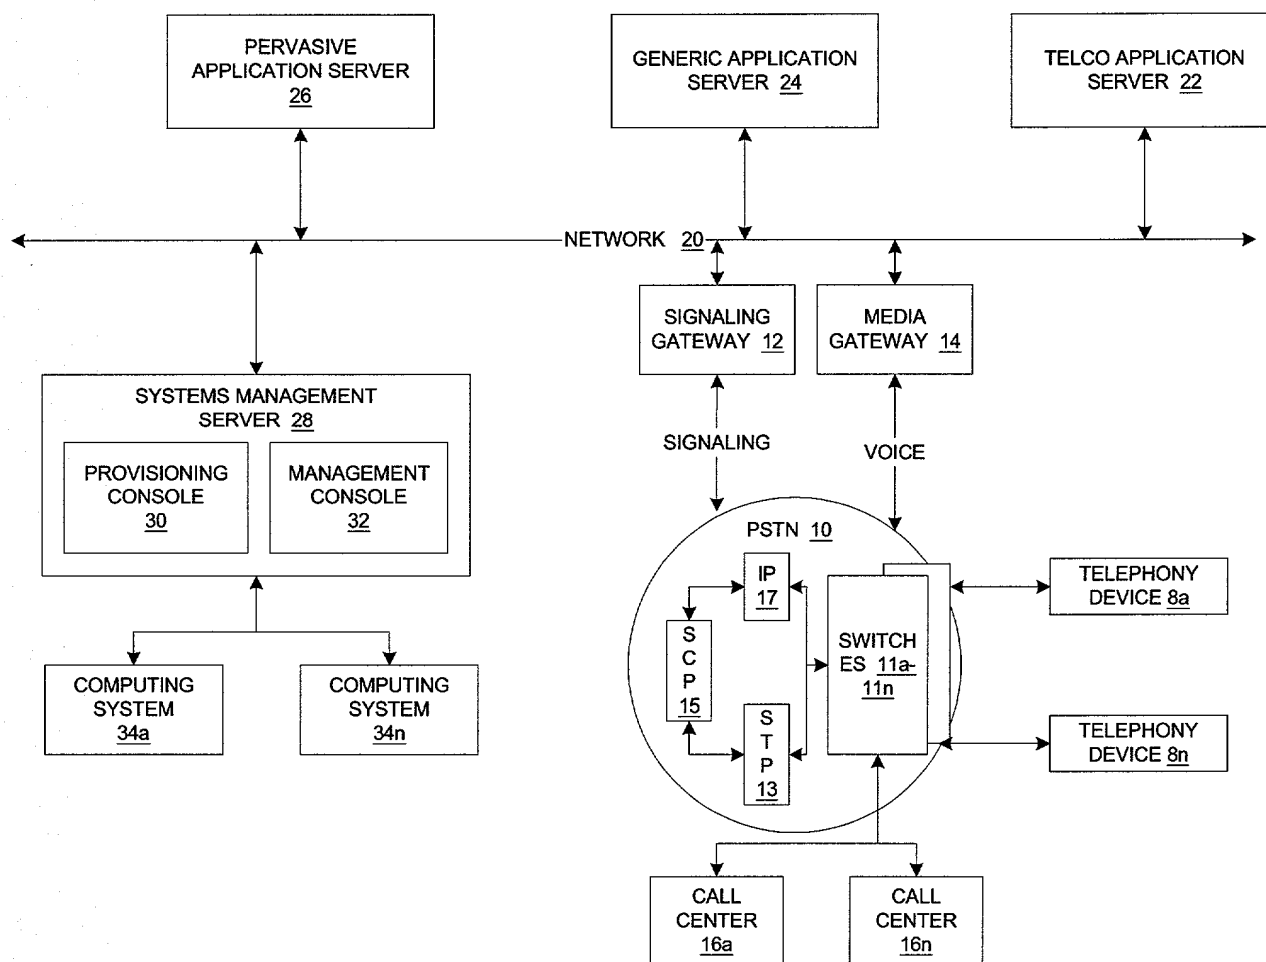 PERVASIVE
APPLICATION SERVER
26
GENERIC APPLICATION
SERVER 24
TELCO APPLICATION
SERVER 22
NETWORK 20
SIGNALING
GATEWAY 12
MEDIA
GATEWAY 14
SYSTEMS MANAGEMENT
SERVER 28
PROVISIONING
CONSOLE
30
MANAGEMENT
CONSOLE
32
SIGNALING
VOICE
PSTN 10
IP
17
S
C
P
15
S
T
P
13
SWITCH
ES 11a-
11n
TELEPHONY
DEVICE 8a
TELEPHONY
DEVICE 8n
COMPUTING
SYSTEM
34a
COMPUTING
SYSTEM
34n
CALL
CENTER
16a
CALL
CENTER
16n